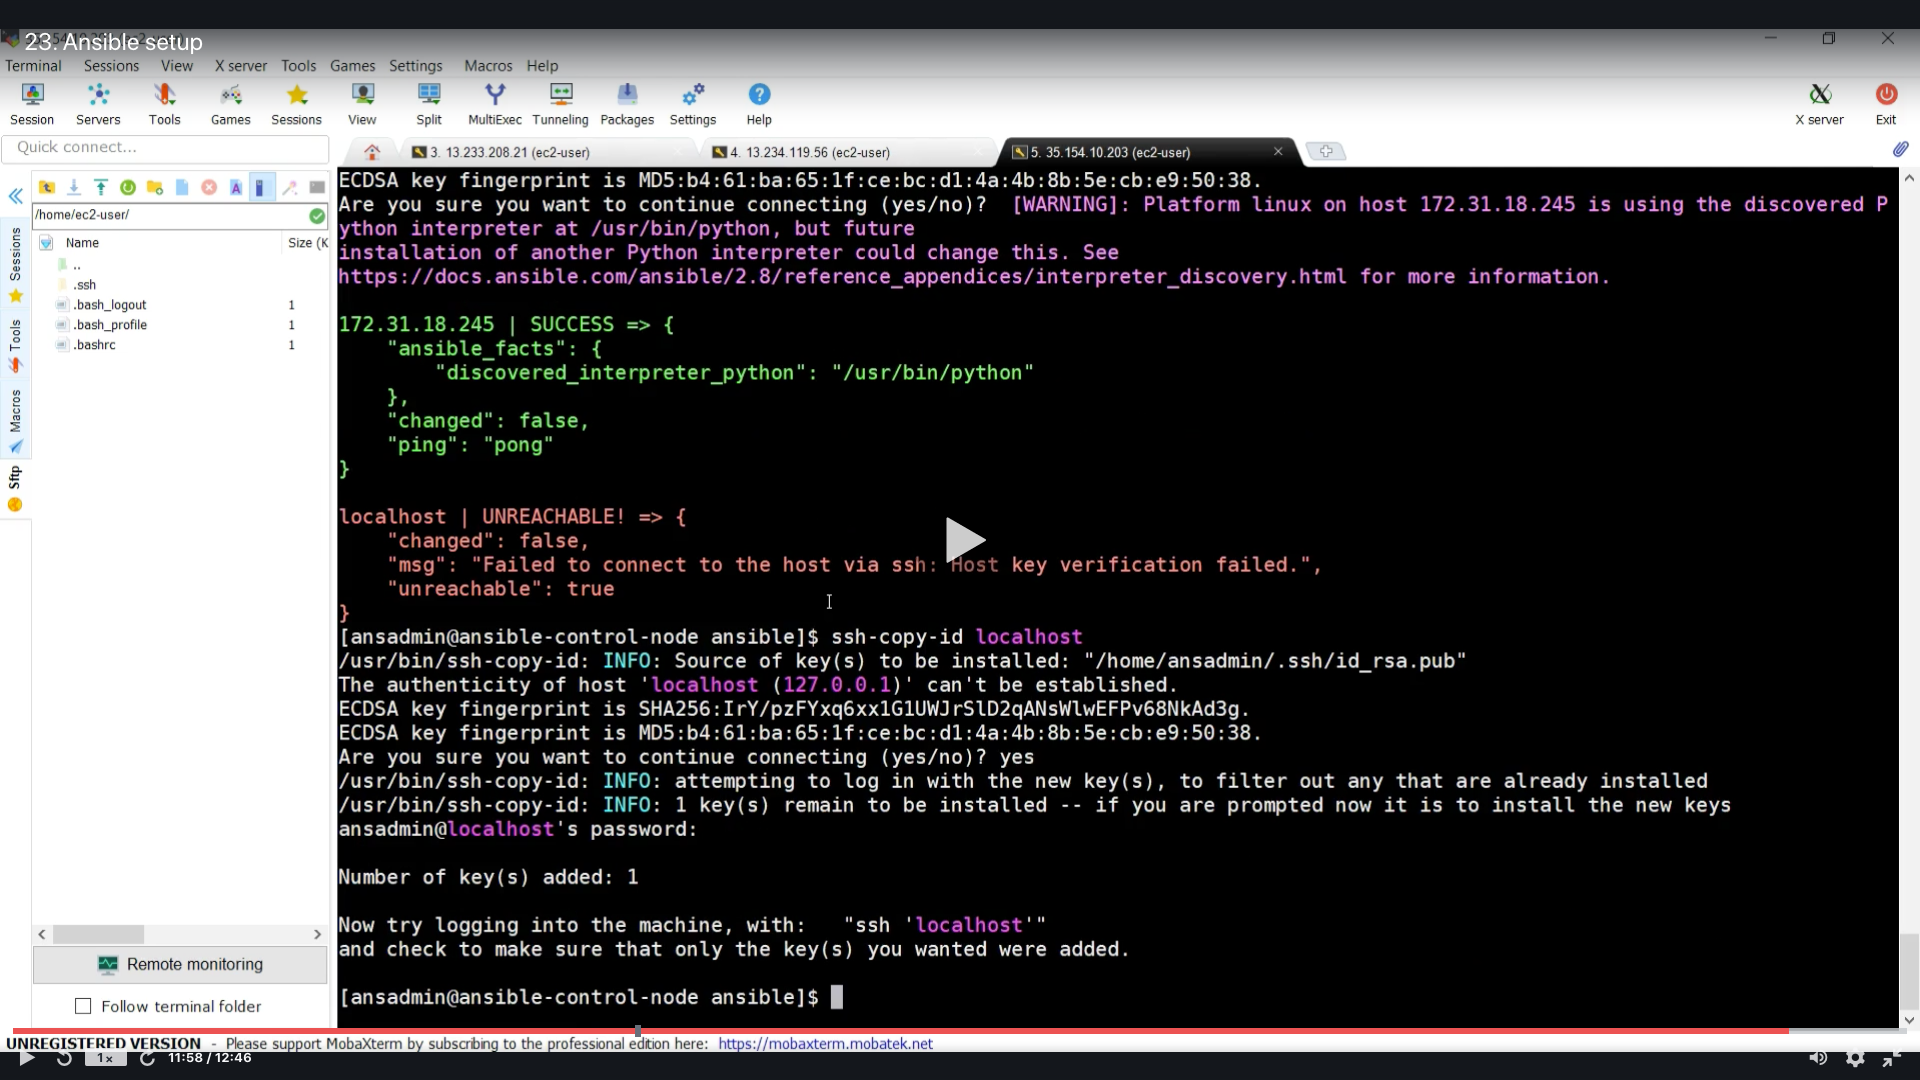 23. Ansible setup
Terminal Sessions View X server Tools Games Settings Macros Help
Session Servers Tools Games Sessions View Split MultiExec Tunneling Packages Settings Help X server Exit
Quick connect...
3. 13.233.208.21 (ec2-user)
4. 13.234.119.56 (ec2-user)
5. 35.154.10.203 (ec2-user)
/home/ec2-user/
Name Size (K
..
.ssh
.bash_logout 1
.bash_profile 1
.bashrc 1
Sessions
Tools
Macros
Sftp
Remote monitoring
Follow terminal folder
ECDSA key fingerprint is MD5:b4:61:ba:65:1f:ce:bc:d1:4a:4b:8b:5e:cb:e9:50:38.
Are you sure you want to continue connecting (yes/no)? [WARNING]: Platform linux on host 172.31.18.245 is using the discovered P
ython interpreter at /usr/bin/python, but future
installation of another Python interpreter could change this. See
https://docs.ansible.com/ansible/2.8/reference_appendices/interpreter_discovery.html for more information.
172.31.18.245 | SUCCESS => {
"ansible_facts": {
"discovered_interpreter_python": "/usr/bin/python"
},
"changed": false,
"ping": "pong"
}
localhost | UNREACHABLE! => {
"changed": false,
"msg": "Failed to connect to the host via ssh: Host key verification failed.",
"unreachable": true
}
[ansadmin@ansible-control-node ansible]$ ssh-copy-id localhost
/usr/bin/ssh-copy-id: INFO: Source of key(s) to be installed: "/home/ansadmin/.ssh/id_rsa.pub"
The authenticity of host 'localhost (127.0.0.1)' can't be established.
ECDSA key fingerprint is SHA256:IrY/pzFYxq6xx1G1UWJrSlD2qANsWlwEFPv68NkAd3g.
ECDSA key fingerprint is MD5:b4:61:ba:65:1f:ce:bc:d1:4a:4b:8b:5e:cb:e9:50:38.
Are you sure you want to continue connecting (yes/no)? yes
/usr/bin/ssh-copy-id: INFO: attempting to log in with the new key(s), to filter out any that are already installed
/usr/bin/ssh-copy-id: INFO: 1 key(s) remain to be installed -- if you are prompted now it is to install the new keys
ansadmin@localhost's password:
Number of key(s) added: 1
Now try logging into the machine, with: "ssh 'localhost'"
and check to make sure that only the key(s) you wanted were added.
[ansadmin@ansible-control-node ansible]$
UNREGISTERED VERSION - Please support MobaXterm by subscribing to the professional edition here: https://mobaxterm.mobatek.net
1x 11:58 / 12:46